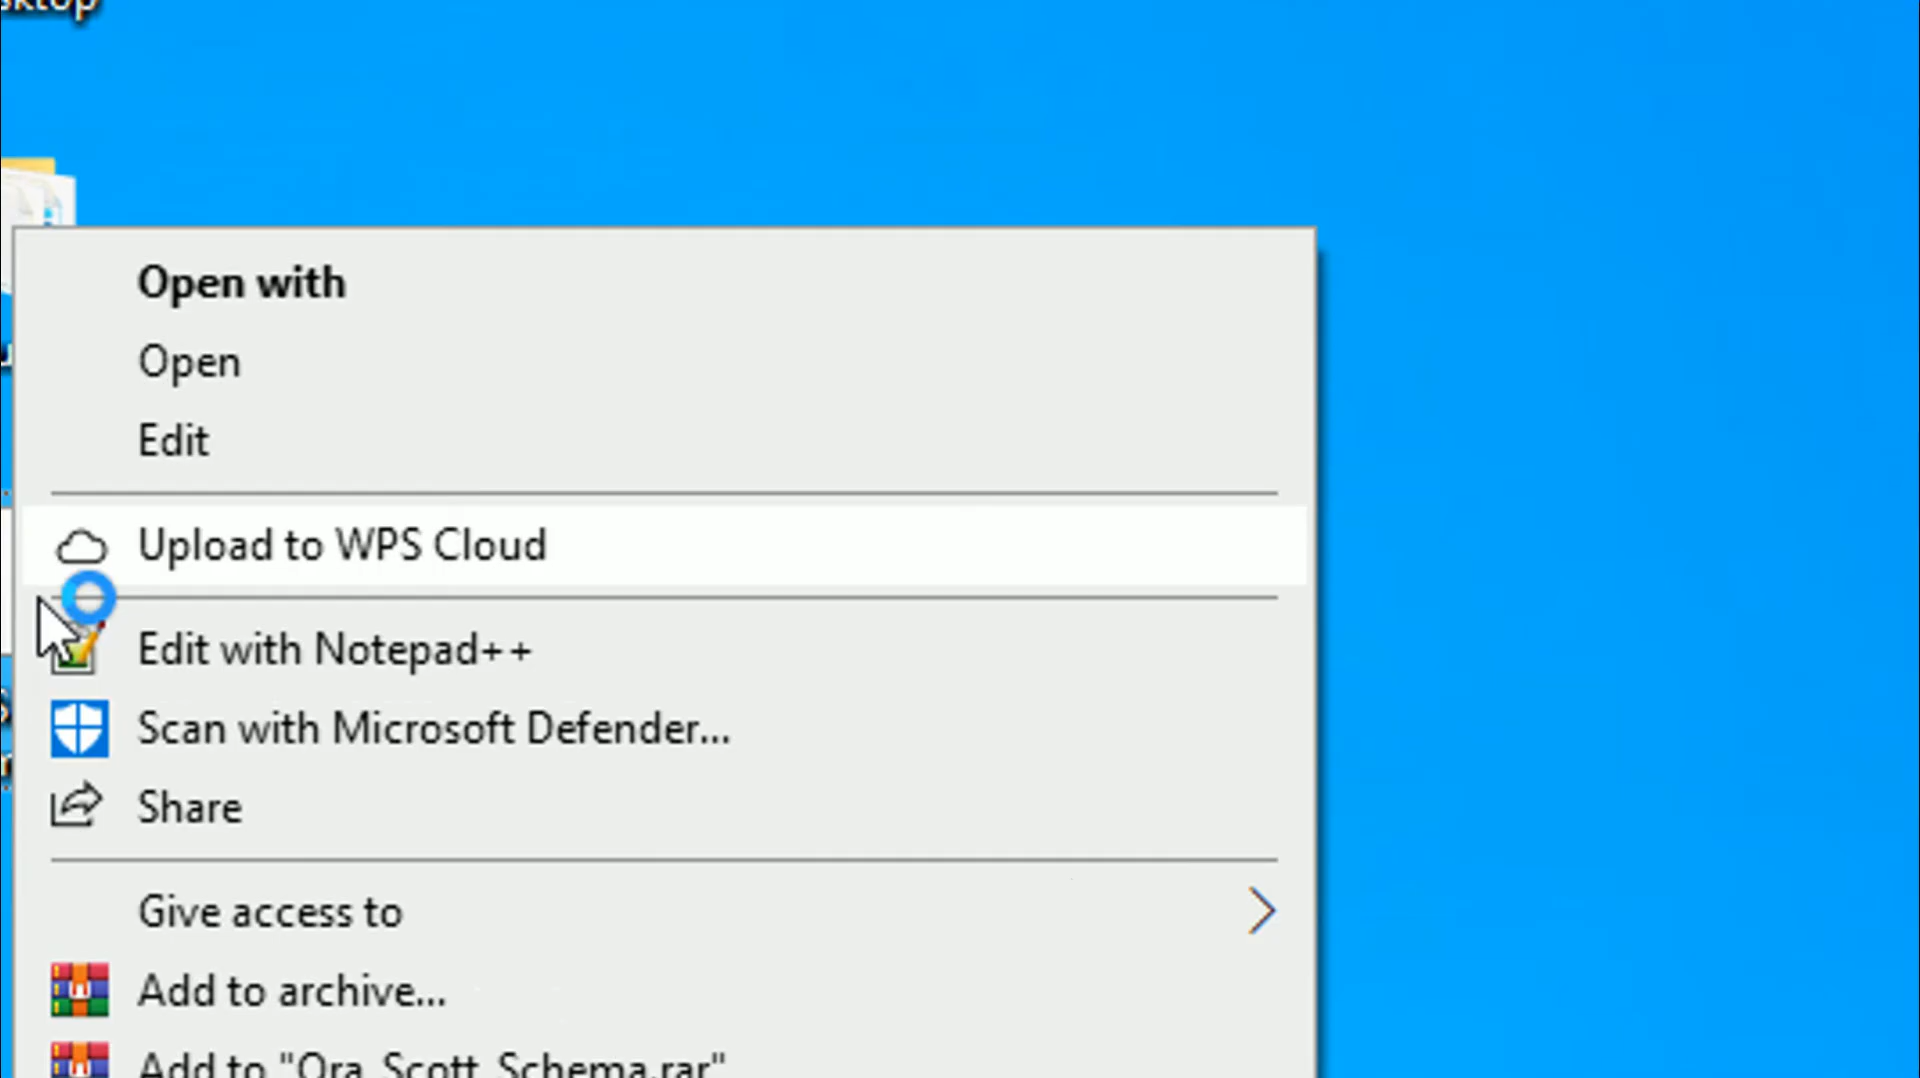 Open with
Open
Edit
Upload to WPS Cloud
Edit with Notepad++
Scan with Microsoft Defender...
Share
Give access to
Add to archive...
Add to "Ora_Scott_Schema.rar"